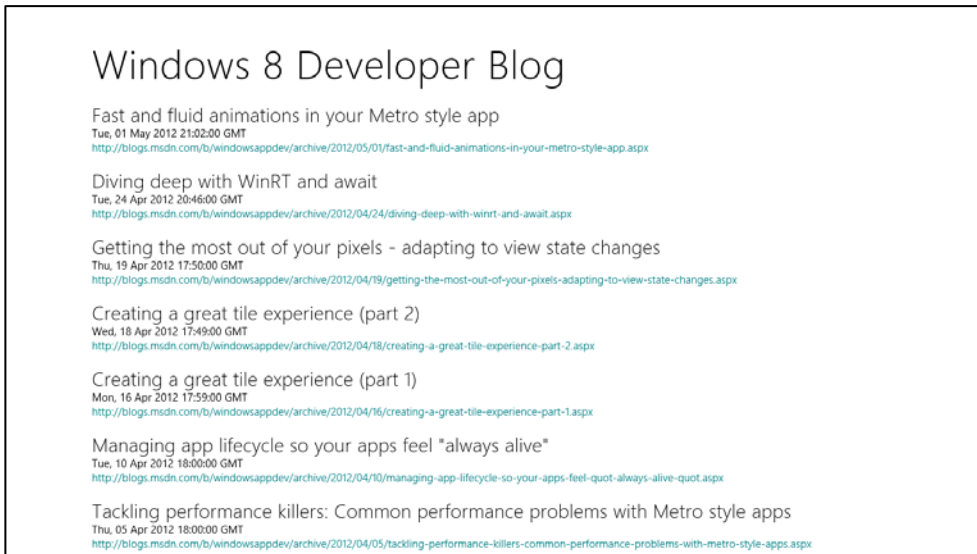 Windows 8 Developer Blog
Fast and fluid animations in your Metro style app
Tue, 01 May 2012 21:02:00 GMT
http://blogs.msdn.com/b/windowsappdev/archive/2012/05/01/fast-and-fluid-animations-in-your-metro-style-app.aspx
Diving deep with WinRT and await
Tue, 24 Apr 2012 20:46:00 GMT
http://blogs.msdn.com/b/windowsappdev/archive/2012/04/24/diving-deep-with-winrt-and-await.aspx
Getting the most out of your pixels - adapting to view state changes
Thu, 19 Apr 2012 17:50:00 GMT
http://blogs.msdn.com/b/windowsappdev/archive/2012/04/19/getting-the-most-out-of-your-pixels-adapting-to-view-state-changes.aspx
Creating a great tile experience (part 2)
Wed, 18 Apr 2012 17:49:00 GMT
http://blogs.msdn.com/b/windowsappdev/archive/2012/04/18/creating-a-great-tile-experience-part-2.aspx
Creating a great tile experience (part 1)
Mon, 16 Apr 2012 17:59:00 GMT
http://blogs.msdn.com/b/windowsappdev/archive/2012/04/16/creating-a-great-tile-experience-part-1.aspx
Managing app lifecycle so your apps feel "always alive"
Tue, 10 Apr 2012 18:00:00 GMT
http://blogs.msdn.com/b/windowsappdev/archive/2012/04/10/managing-app-lifecycle-so-your-apps-feel-quot-always-alive-quot.aspx
Tackling performance killers: Common performance problems with Metro style apps
Thu, 05 Apr 2012 18:00:00 GMT
http://blogs.msdn.com/b/windowsappdev/archive/2012/04/05/tackling-performance-killers-common-performance-problems-with-metro-style-apps.aspx